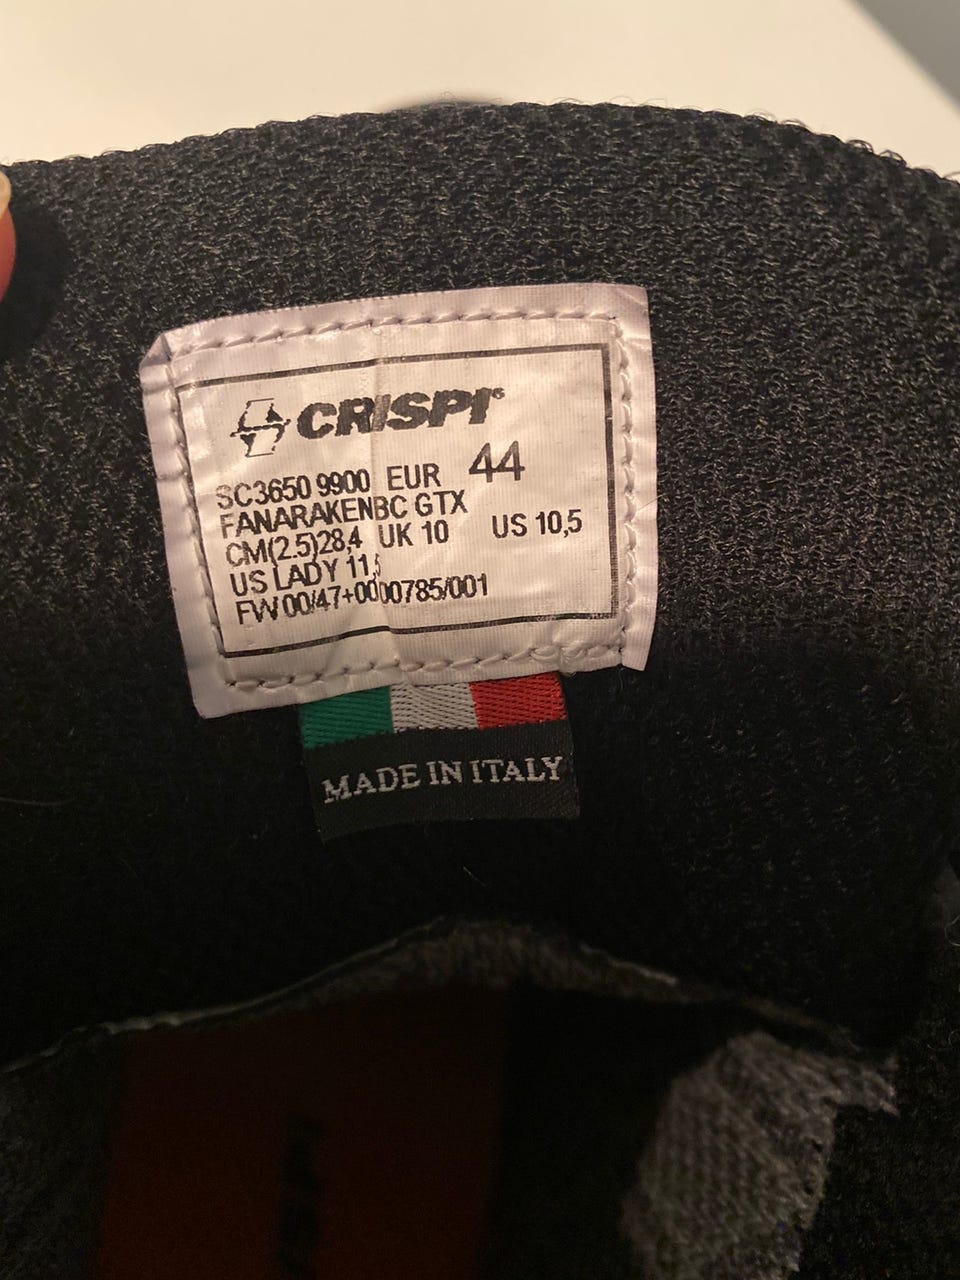 CRISPI®
SC3650 9900 EUR 44
FANARAKENBC GTX
CM(2.5)28,4 UK 10 US 10,5
US LADY 11,5
FW 00/47+0000785/001
MADE IN ITALY